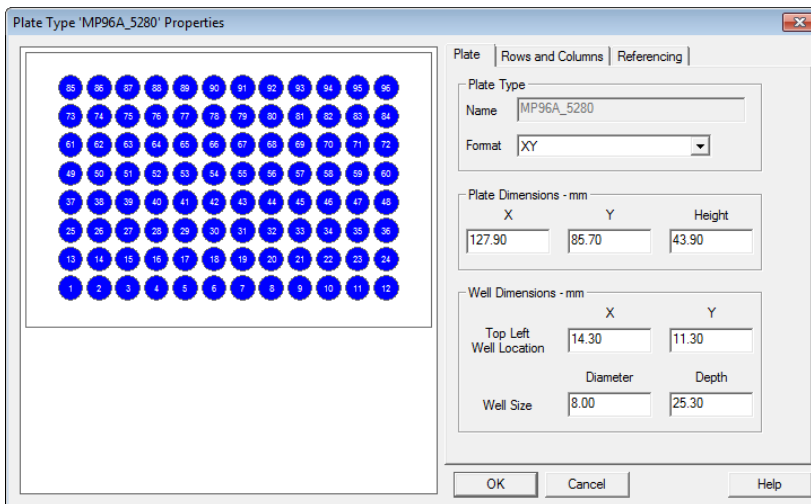 Plate Type 'MP96A_5280' Properties
85 86 87 88 89 90 91 92 93 94 95 96
73 74 75 76 77 78 79 80 81 82 83 84
61 62 63 64 65 66 67 68 69 70 71 72
49 50 51 52 53 54 55 56 57 58 59 60
37 38 39 40 41 42 43 44 45 46 47 48
25 26 27 28 29 30 31 32 33 34 35 36
13 14 15 16 17 18 19 20 21 22 23 24
1 2 3 4 5 6 7 8 9 10 11 12
Plate Rows and Columns Referencing
Plate Type
Name MP96A_5280
Format XY
Plate Dimensions - mm
X Y Height
127.90 85.70 43.90
Well Dimensions - mm
X Y
Top Left
Well Location 14.30 11.30
Diameter Depth
Well Size 8.00 25.30
OK Cancel Help